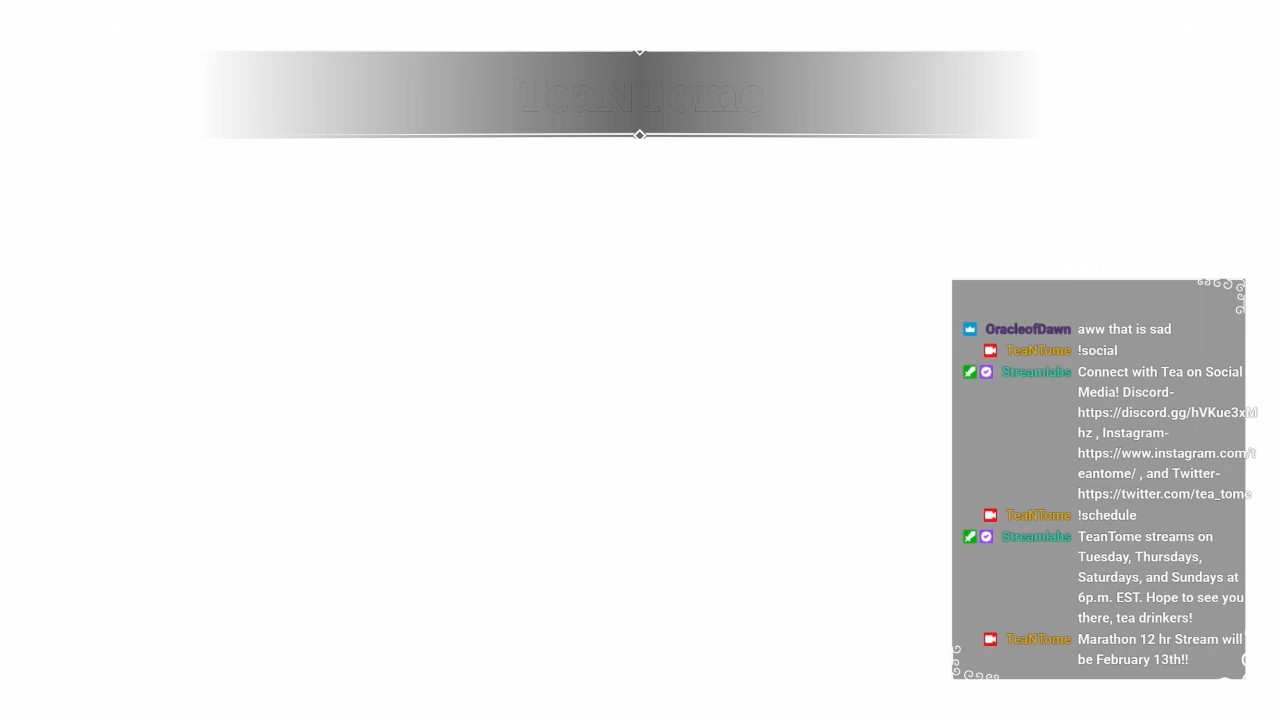 TeaNTome
OracleofDawn aww that is sad
TeaNTome !social
Streamlabs Connect with Tea on Social
Media! Discord-
https://discord.gg/hVKue3xM
hz , Instagram-
https://www.instagram.com/t
eantome/ , and Twitter-
https://twitter.com/tea_tome
TeaNTome !schedule
Streamlabs TeanTome streams on
Tuesday, Thursdays,
Saturdays, and Sundays at
6p.m. EST. Hope to see you
there, tea drinkers!
TeaNTome Marathon 12 hr Stream will
be February 13th!!